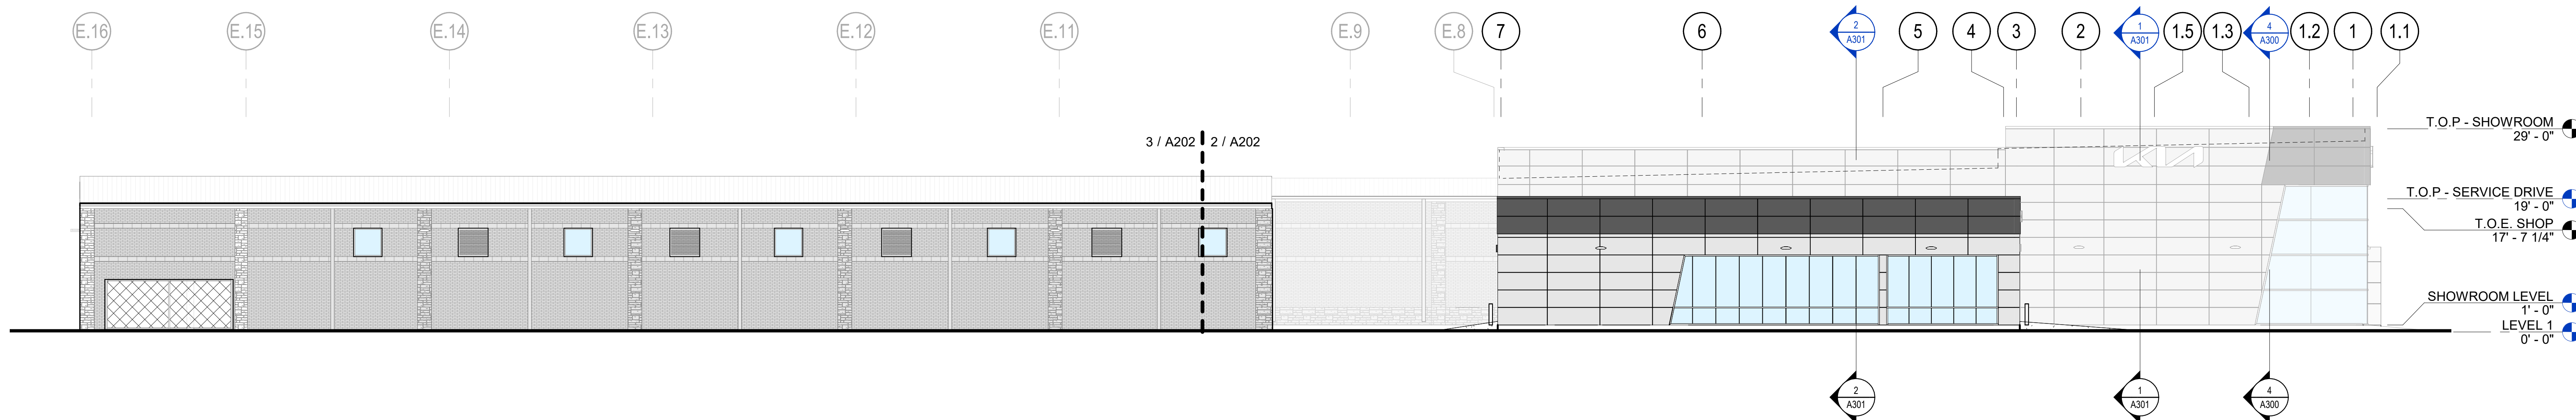 E.16
E.15
E.14
E.13
E.12
E.11
E.9
E.8
7
6
2
A301
5
4
3
2
1
A301
1.5
1.3
4
A300
1.2
1
1.1
3 / A202
2 / A202
T.O.P - SHOWROOM
29' - 0"
T.O.P - SERVICE DRIVE
19' - 0"
T.O.E. SHOP
17' - 7 1/4"
SHOWROOM LEVEL
1' - 0"
LEVEL 1
0' - 0"
2
A301
1
A301
4
A300